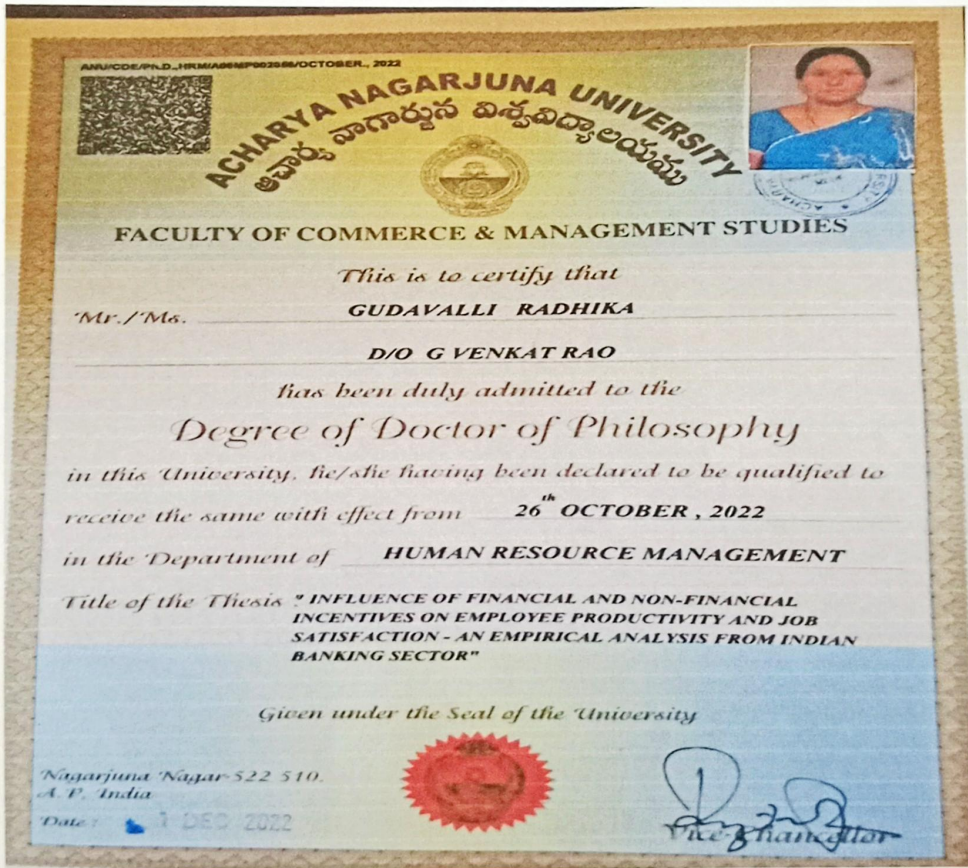 ANU/CDE/Ph.D.,HRM/A06MP002056/OCTOBER., 2022
ACHARYA NAGARJUNA UNIVERSITY
ఆచార్య నాగార్జున విశ్వవిద్యాలయము
FACULTY OF COMMERCE & MANAGEMENT STUDIES
This is to certify that
Mr./Ms. GUDAVALLI RADHIKA
D/O G VENKAT RAO
has been duly admitted to the
Degree of Doctor of Philosophy
in this University, he/she having been declared to be qualified to
receive the same with effect from 26th OCTOBER , 2022
in the Department of HUMAN RESOURCE MANAGEMENT
Title of the Thesis " INFLUENCE OF FINANCIAL AND NON-FINANCIAL
INCENTIVES ON EMPLOYEE PRODUCTIVITY AND JOB
SATISFACTION - AN EMPIRICAL ANALYSIS FROM INDIAN
BANKING SECTOR"
Given under the Seal of the University
Nagarjuna Nagar-522 510.
A.P. India
Date : 1 DEC 2022
Vice-Chancellor